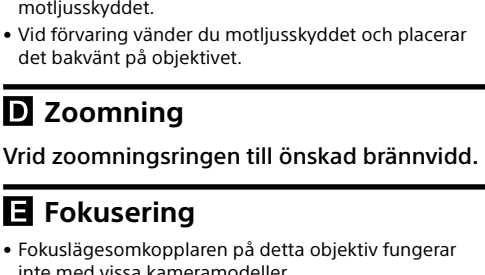 motljusskyddet.
• Vid förvaring vänder du motljusskyddet och placerar
det bakvänt på objektivet.
D Zoomning
Vrid zoomningsringen till önskad brännvidd.
E Fokusering
• Fokuslägesomkopplaren på detta objektiv fungerar
inte med vissa kameramodeller.